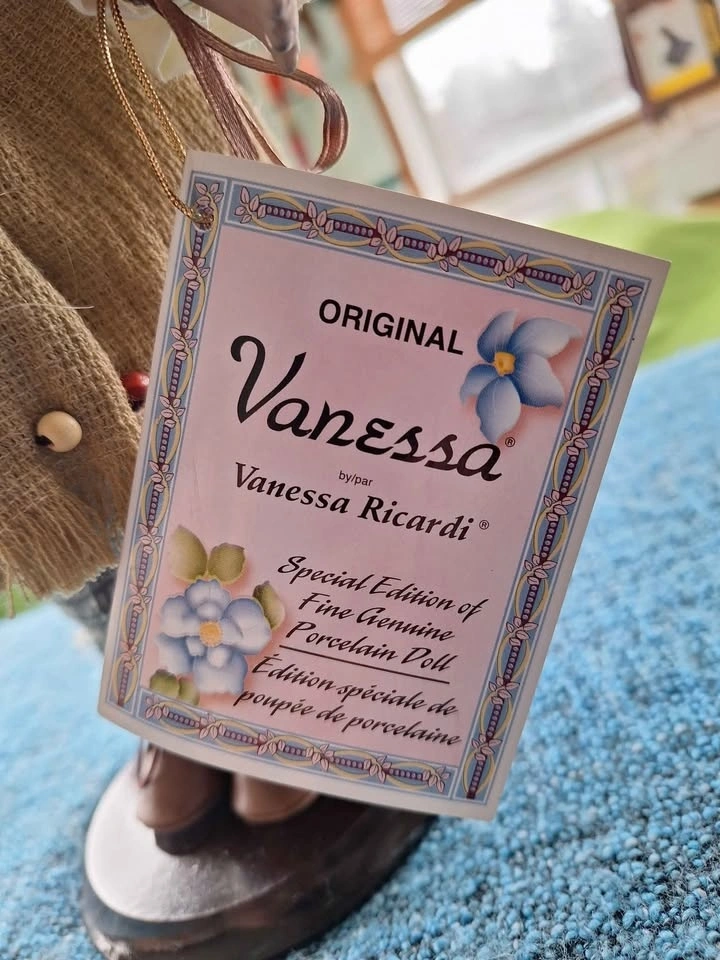 ORIGINAL
Vanessa®
by/par
Vanessa Ricardi®
Special Edition of
Fine Genuine
Porcelain Doll
Édition spéciale de
poupée de porcelaine